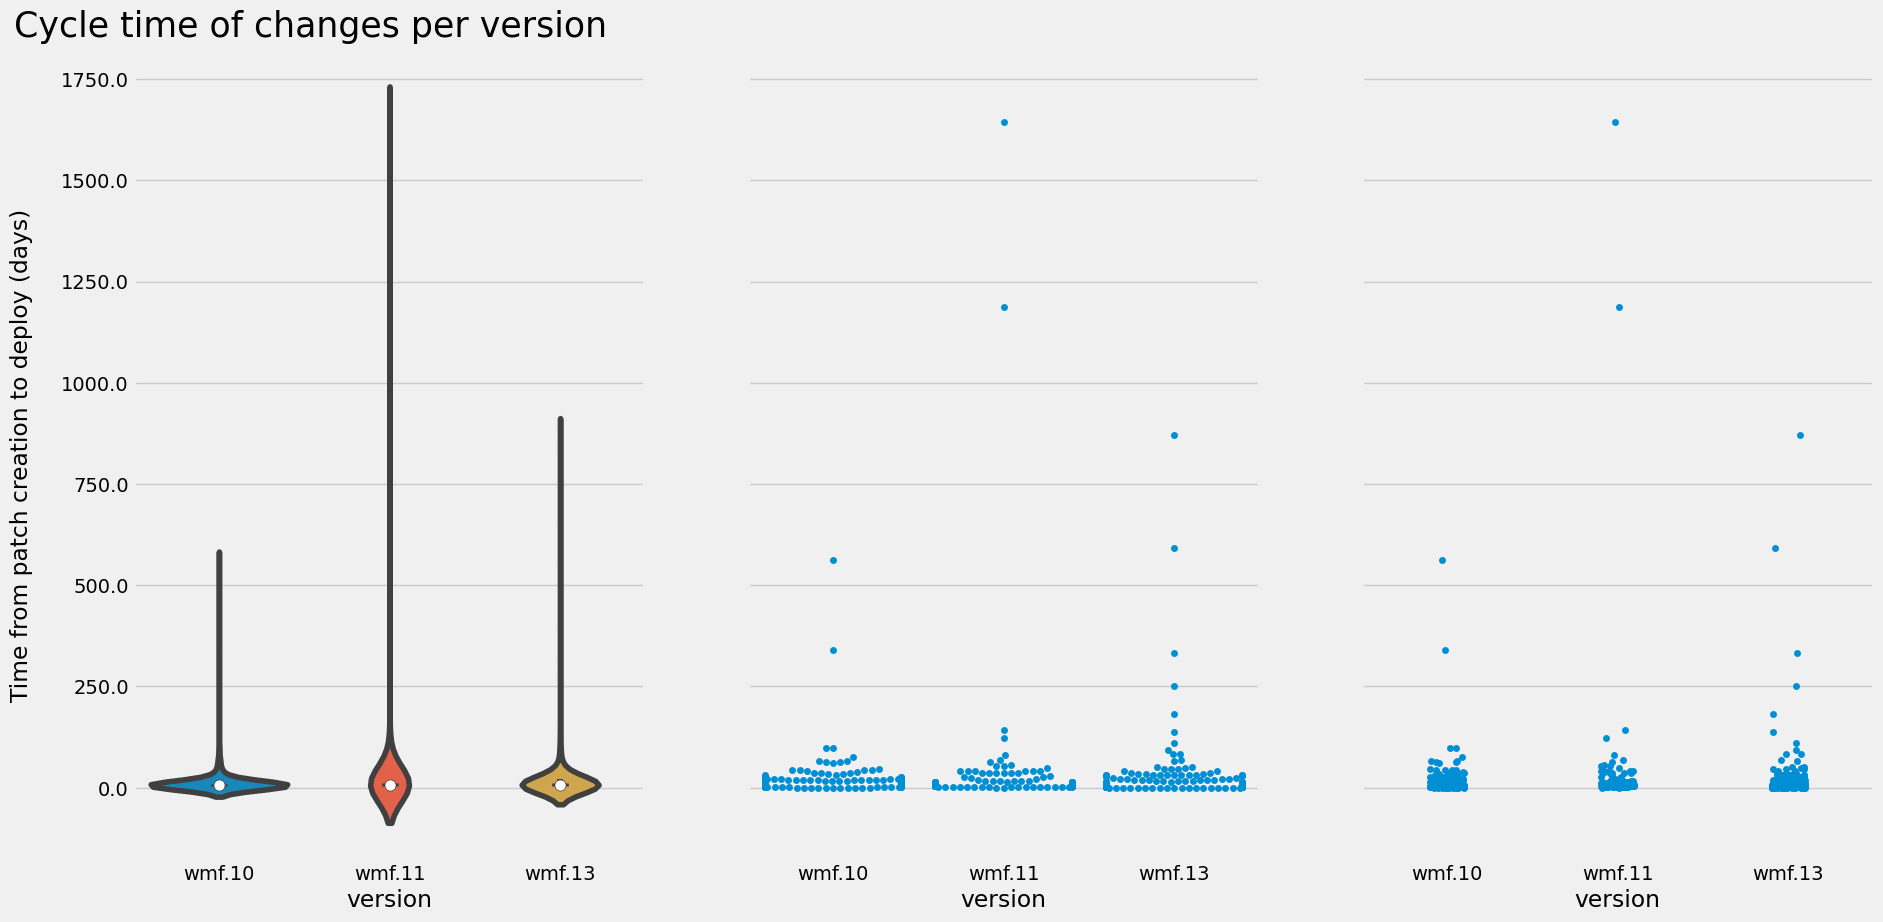 Cycle time of changes per version
Time from patch creation to deploy (days)
1750.0
1500.0
1250.0
1000.0
750.0
500.0
250.0
0.0
wmf.10 wmf.11 wmf.13
version
wmf.10 wmf.11 wmf.13
version
wmf.10 wmf.11 wmf.13
version